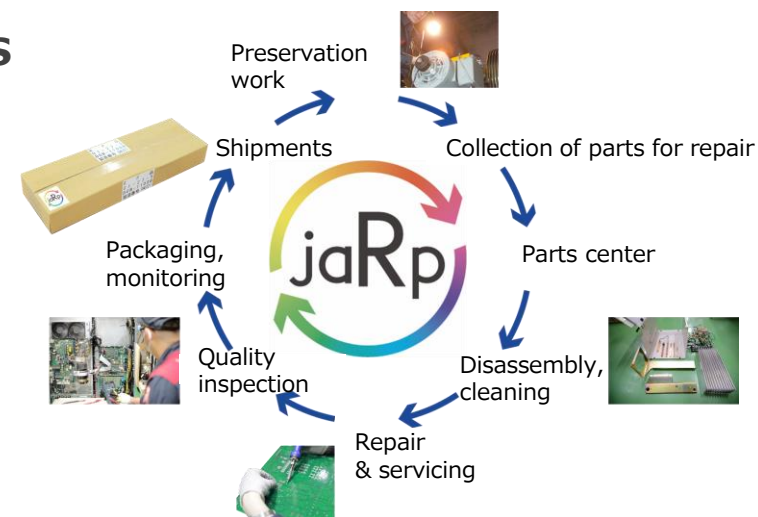 s
Preservation
work
Shipments
Collection of parts for repair
jaRp
Packaging,
monitoring
Parts center
Quality
inspection
Disassembly,
cleaning
Repair
& servicing
jaRp